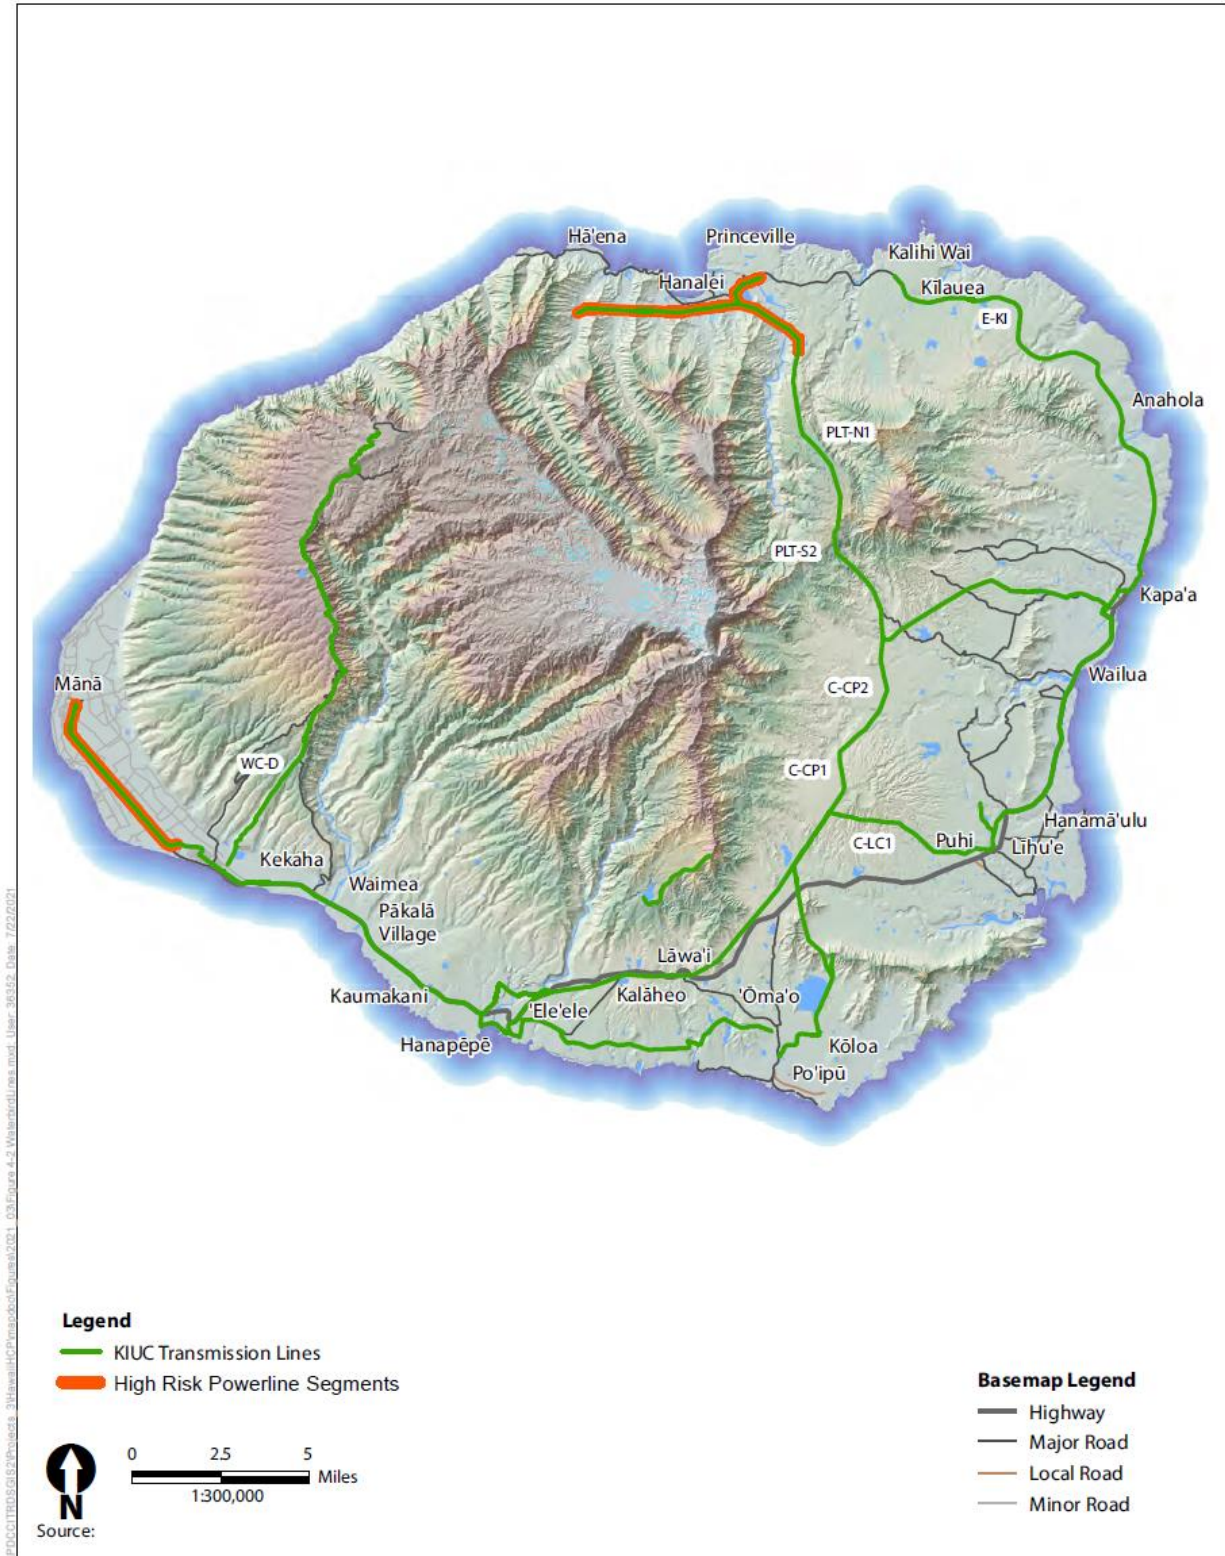 Hā'ena
Princeville
Kalihi Wai
Hanalei
Kīlauea
E-KI
Anahola
PLT-N1
PLT-S2
Kapa'a
Wailua
Mānā
C-CP2
WC-D
C-CP1
Hanamā'ulu
Puhi
Līhu'e
C-LC1
Kekaha
Waimea
Pākalā
Village
Lāwa'i
Kaumakani
Kalāheo
'Ōma'o
'Ele'ele
Hanapēpē
Kōloa
Po'ipū
Legend
KIUC Transmission Lines
High Risk Powerline Segments
Basemap Legend
Highway
Major Road
Local Road
Minor Road
0 2.5 5
Miles
1:300,000
N
Source: